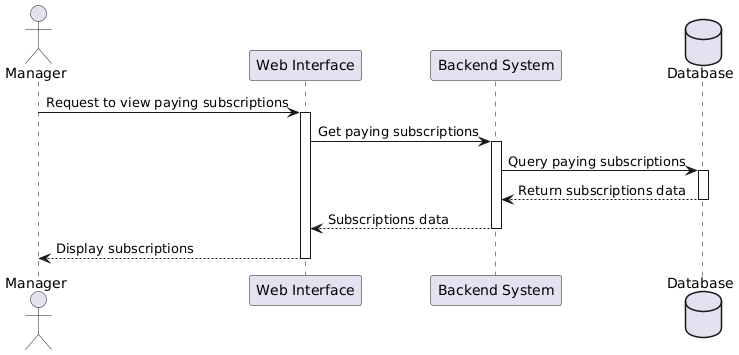 Manager
Web Interface
Backend System
Database
Request to view paying subscriptions
Get paying subscriptions
Query paying subscriptions
Return subscriptions data
Subscriptions data
Display subscriptions
Manager
Web Interface
Backend System
Database